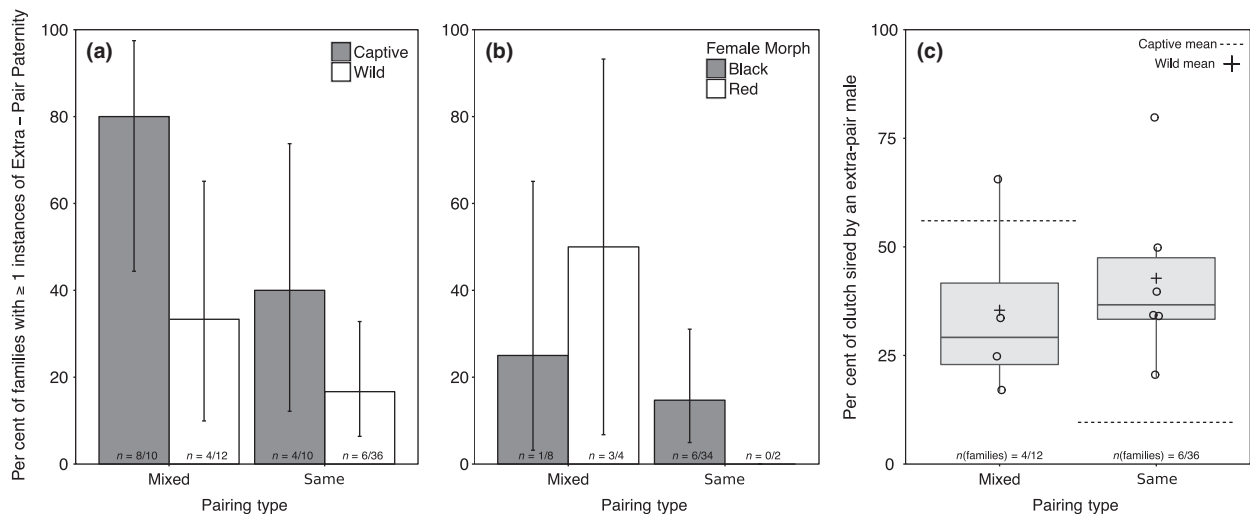 (a)
Captive
Wild
Per cent of families with ≥ 1 instances of Extra – Pair Paternity
100
80
60
40
20
0
n = 8/10
n = 4/12
n = 4/10
n = 6/36
Mixed
Same
Pairing type
(b)
Female Morph
Black
Red
100
80
60
40
20
0
n = 1/8
n = 3/4
n = 6/34
n = 0/2
Mixed
Same
Pairing type
(c)
Captive mean
Wild mean
Per cent of clutch sired by an extra-pair male
100
75
50
25
0
n(families) = 4/12
n(families) = 6/36
Mixed
Same
Pairing type